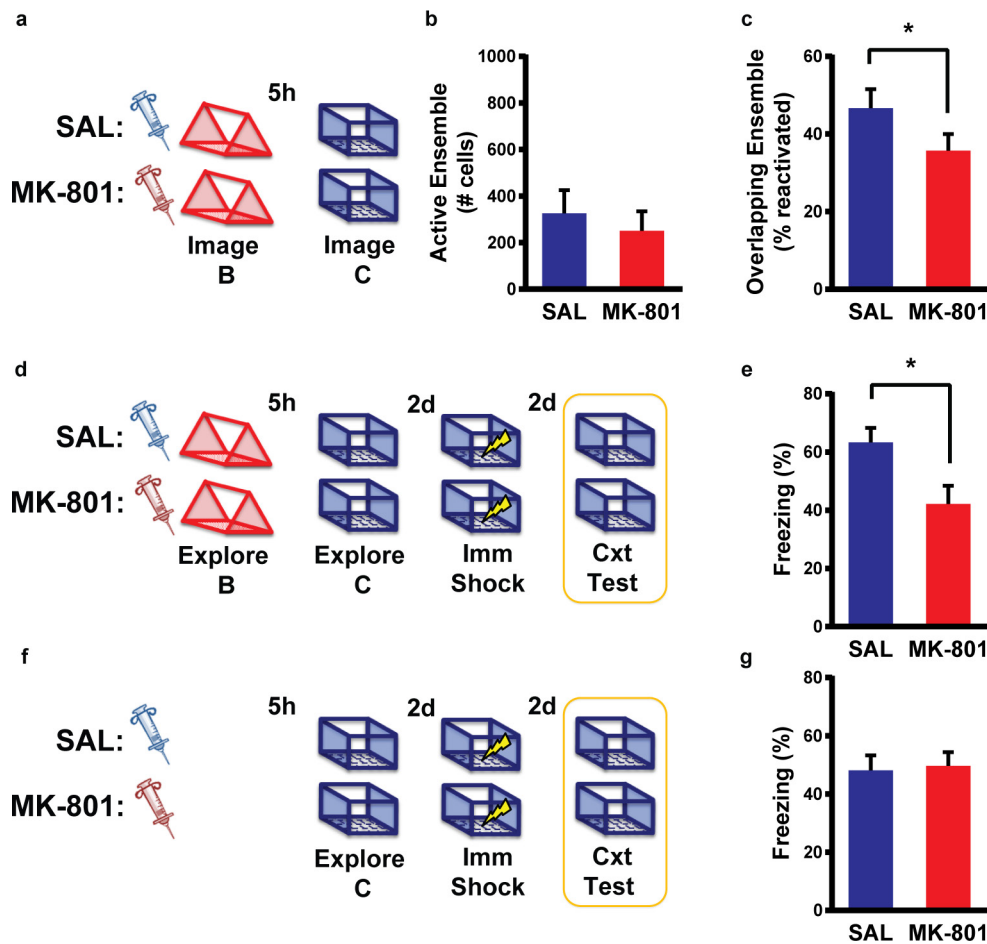 a
SAL:
MK-801:
5h
Image
B
Image
C
b
Active Ensemble
(# cells)
1000
800
600
400
200
0
SAL MK-801
c
*
Overlapping Ensemble
(% reactivated)
60
40
20
0
SAL MK-801
d
SAL:
MK-801:
5h
2d
2d
Explore
B
Explore
C
Imm
Shock
Cxt
Test
e
*
Freezing (%)
80
60
40
20
0
SAL MK-801
f
SAL:
MK-801:
5h
2d
2d
Explore
C
Imm
Shock
Cxt
Test
g
Freezing (%)
80
60
40
20
0
SAL MK-801